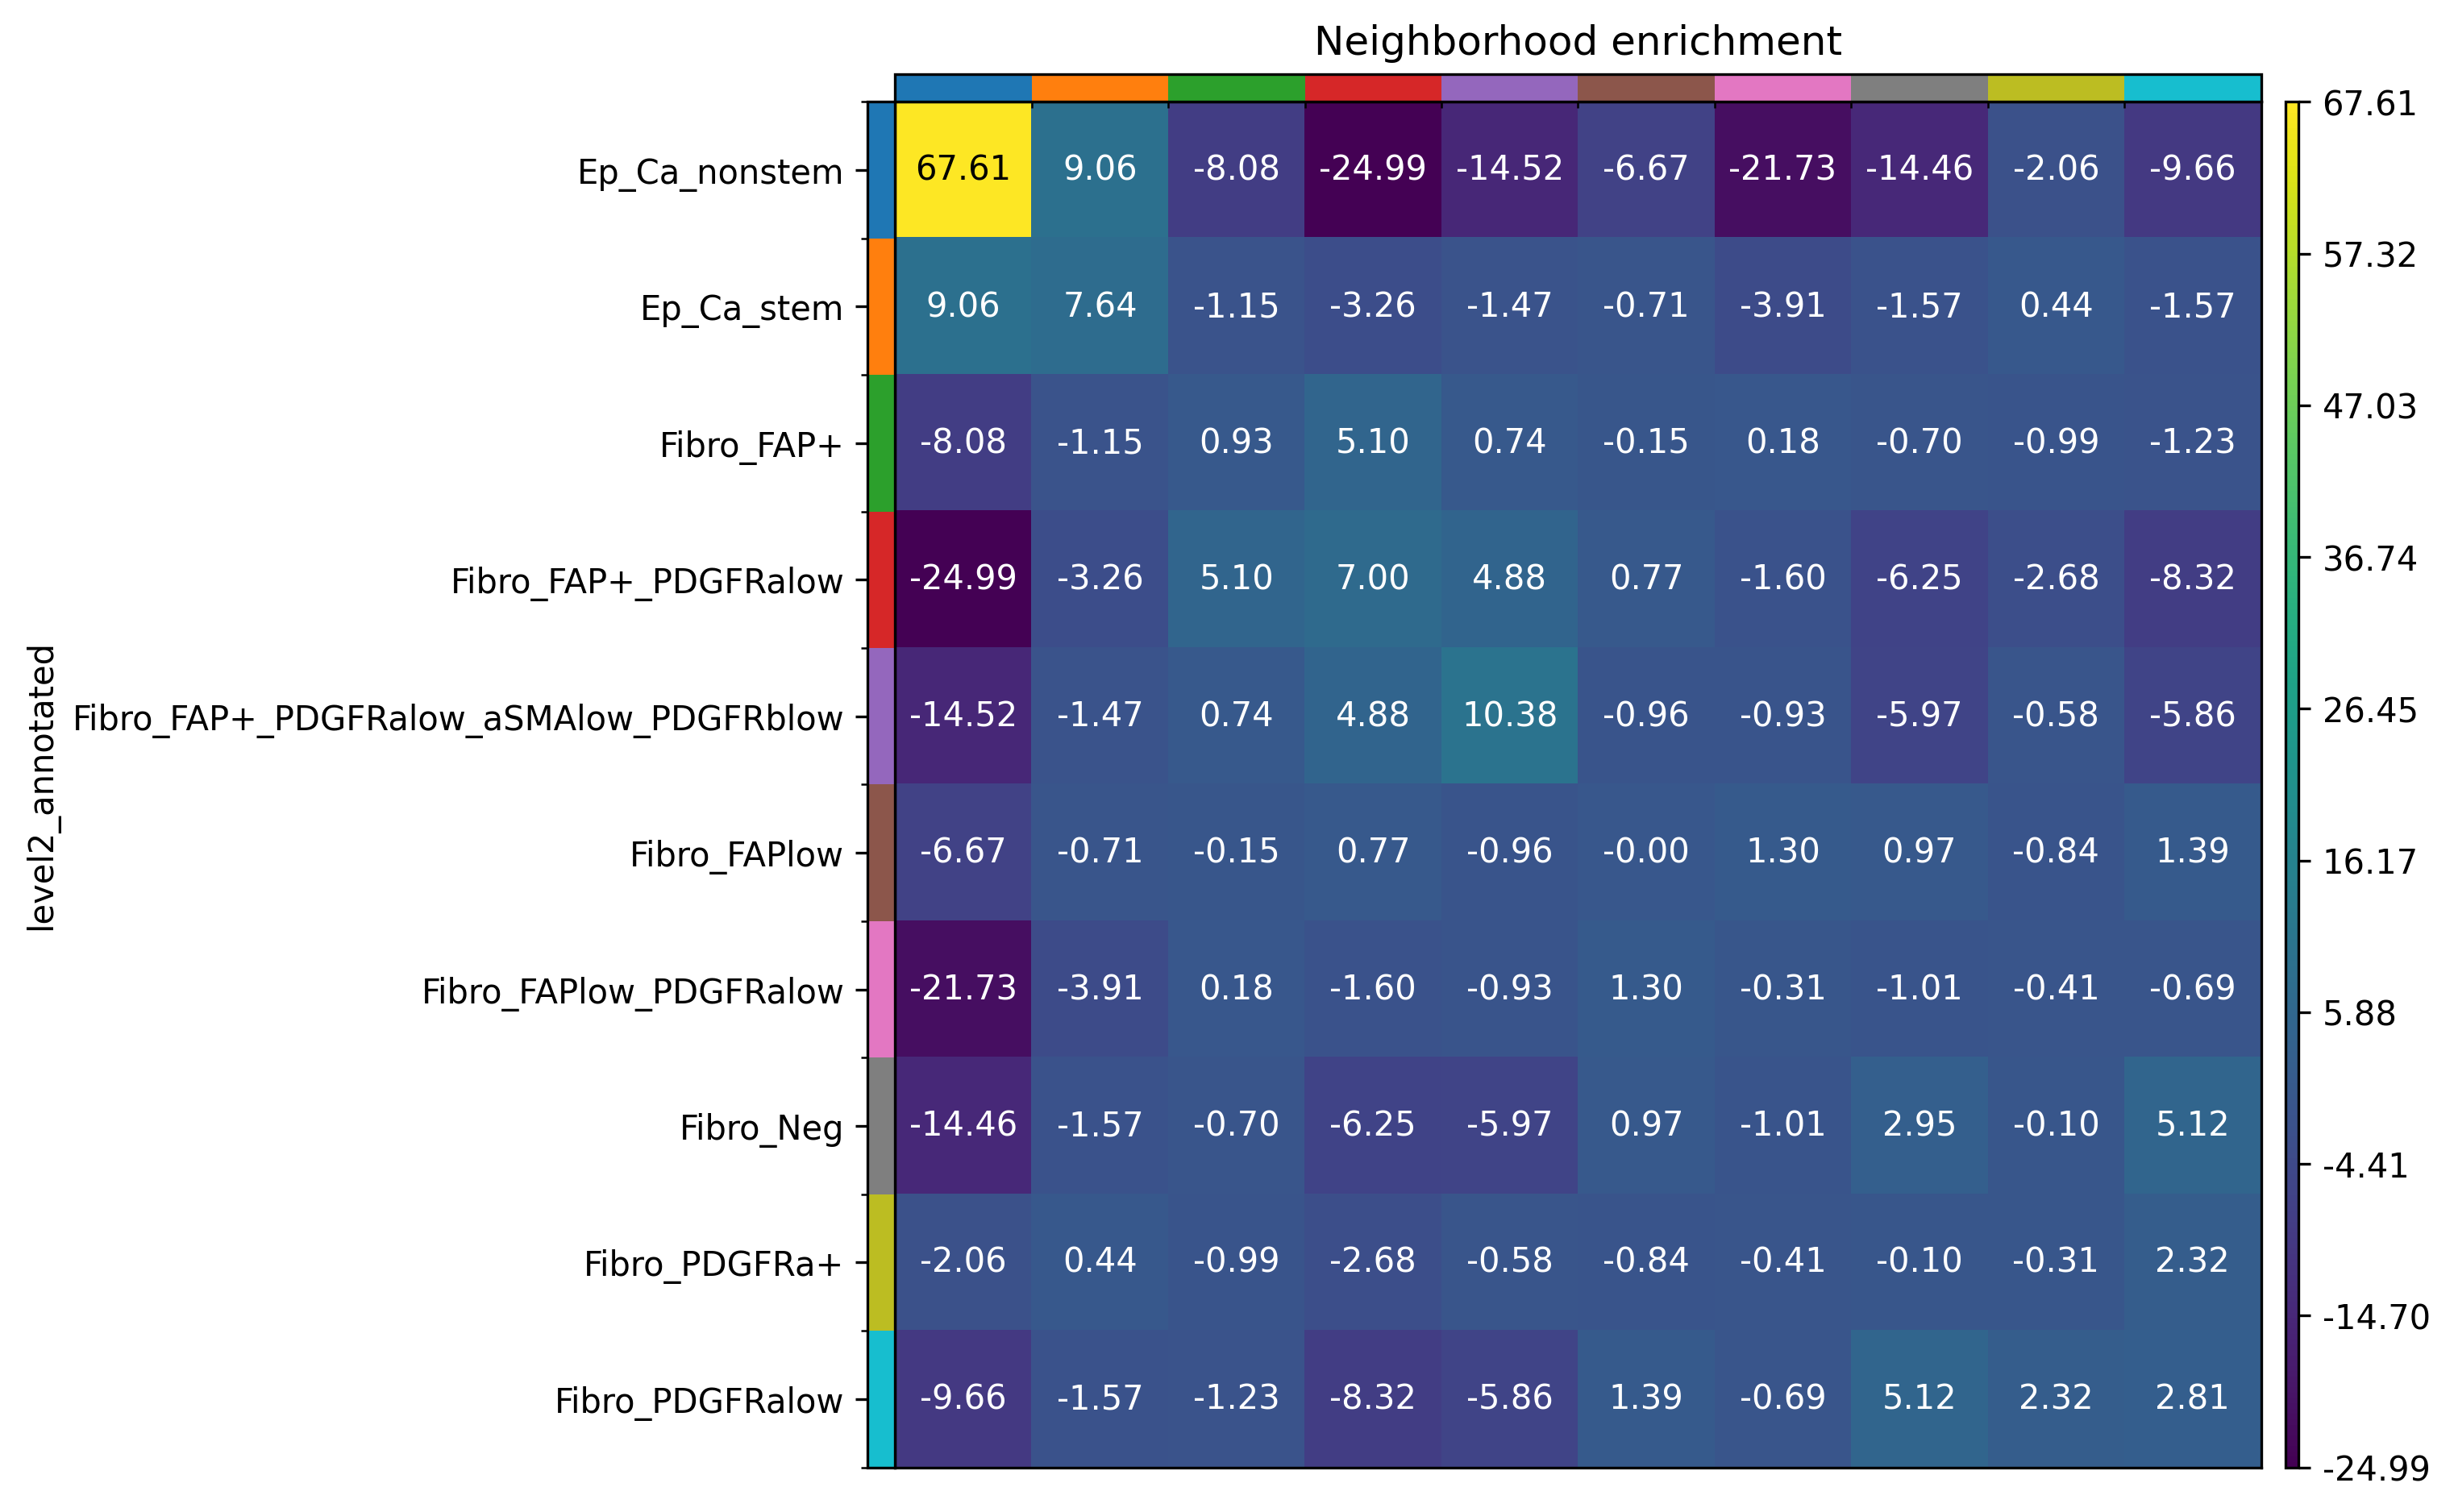 Neighborhood enrichment
level2_annotated
Ep_Ca_nonstem 67.61 9.06 -8.08 -24.99 -14.52 -6.67 -21.73 -14.46 -2.06 -9.66
Ep_Ca_stem 9.06 7.64 -1.15 -3.26 -1.47 -0.71 -3.91 -1.57 0.44 -1.57
Fibro_FAP+ -8.08 -1.15 0.93 5.10 0.74 -0.15 0.18 -0.70 -0.99 -1.23
Fibro_FAP+_PDGFRalow -24.99 -3.26 5.10 7.00 4.88 0.77 -1.60 -6.25 -2.68 -8.32
Fibro_FAP+_PDGFRalow_aSMAlow_PDGFRblow -14.52 -1.47 0.74 4.88 10.38 -0.96 -0.93 -5.97 -0.58 -5.86
Fibro_FAPlow -6.67 -0.71 -0.15 0.77 -0.96 -0.00 1.30 0.97 -0.84 1.39
Fibro_FAPlow_PDGFRalow -21.73 -3.91 0.18 -1.60 -0.93 1.30 -0.31 -1.01 -0.41 -0.69
Fibro_Neg -14.46 -1.57 -0.70 -6.25 -5.97 0.97 -1.01 2.95 -0.10 5.12
Fibro_PDGFRa+ -2.06 0.44 -0.99 -2.68 -0.58 -0.84 -0.41 -0.10 -0.31 2.32
Fibro_PDGFRalow -9.66 -1.57 -1.23 -8.32 -5.86 1.39 -0.69 5.12 2.32 2.81
67.61
57.32
47.03
36.74
26.45
16.17
5.88
-4.41
-14.70
-24.99